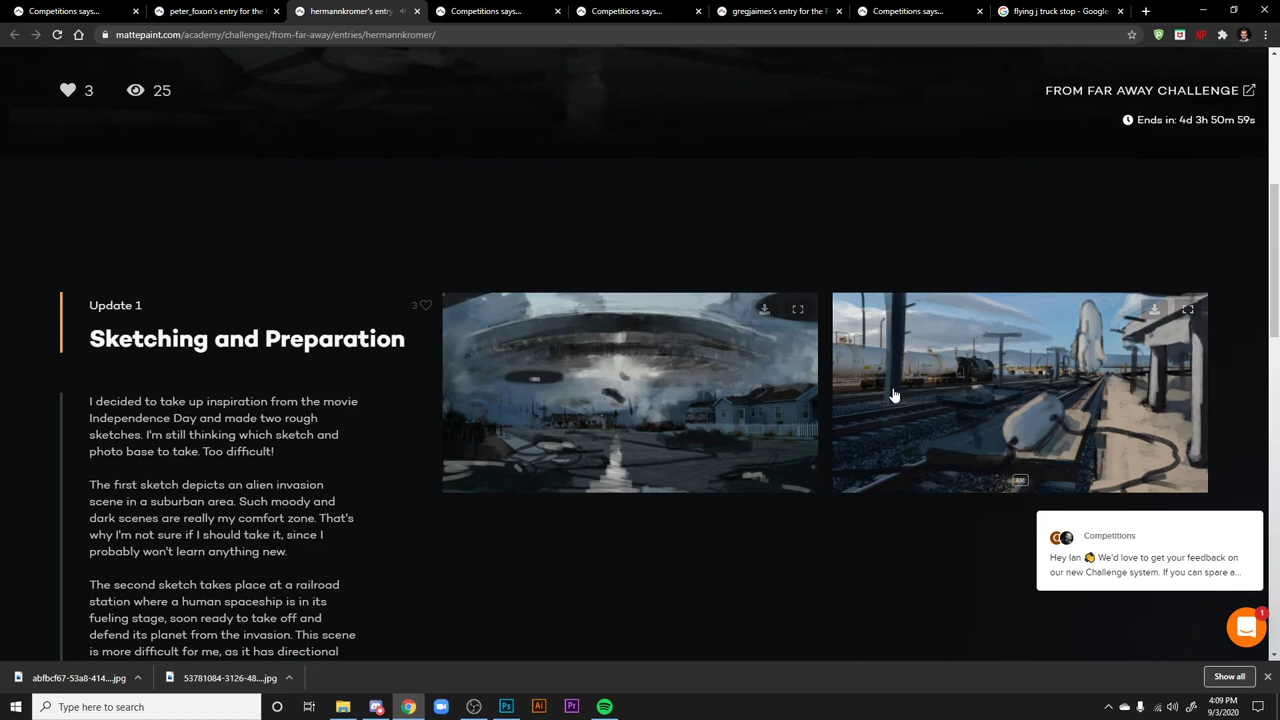 Competitions says...
peter_foxon's entry for the
hermannkromer's entr
Competitions says...
Competitions says...
gregjaimes's entry for the F
Competitions says...
flying j truck stop - Google
mattepaint.com/academy/challenges/from-far-away/entries/hermannkromer/
NP
3
25
FROM FAR AWAY CHALLENGE
Ends in: 4d 3h 50m 59s
Update 1
3
Sketching and Preparation
I decided to take up inspiration from the movie
Independence Day and made two rough
sketches. I'm still thinking which sketch and
photo base to take. Too difficult!
The first sketch depicts an alien invasion
scene in a suburban area. Such moody and
dark scenes are really my comfort zone. That's
why I'm not sure if I should take it, since I
probably won't learn anything new.
The second sketch takes place at a railroad
station where a human spaceship is in its
fueling stage, soon ready to take off and
defend its planet from the invasion. This scene
is more difficult for me, as it has directional
Competitions
Hey Ian 👏 We'd love to get your feedback on
our new Challenge system. If you can spare a...
1
abfbcf67-53a8-414....jpg
53781084-3126-48....jpg
Show all
Type here to search
Ps
Ai
Pr
4:09 PM
9/3/2020